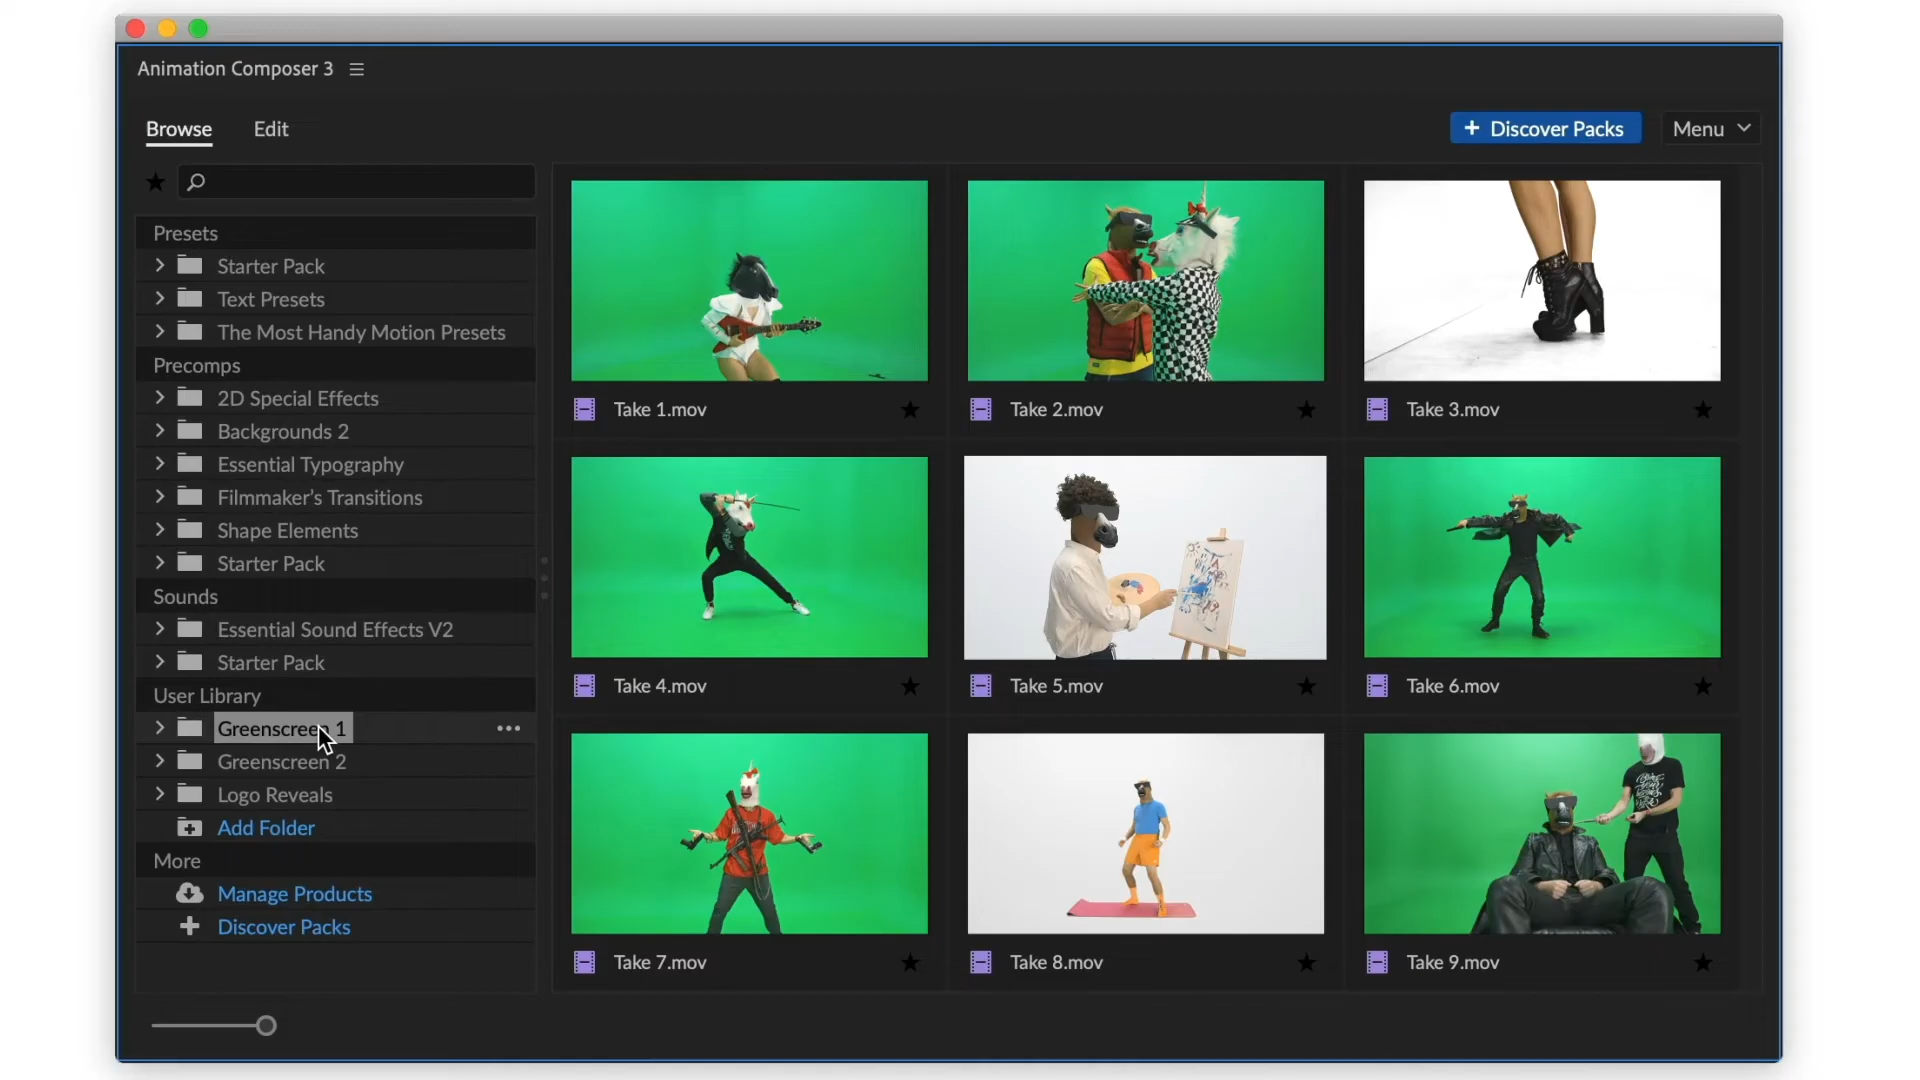 Animation Composer 3
Browse
Edit
+ Discover Packs
Menu
Presets
Starter Pack
Text Presets
The Most Handy Motion Presets
Precomps
2D Special Effects
Backgrounds 2
Essential Typography
Filmmaker's Transitions
Shape Elements
Starter Pack
Sounds
Essential Sound Effects V2
Starter Pack
User Library
Greenscreen 1
Greenscreen 2
Logo Reveals
Add Folder
More
Manage Products
Discover Packs
Take 1.mov
Take 2.mov
Take 3.mov
Take 4.mov
Take 5.mov
Take 6.mov
Take 7.mov
Take 8.mov
Take 9.mov